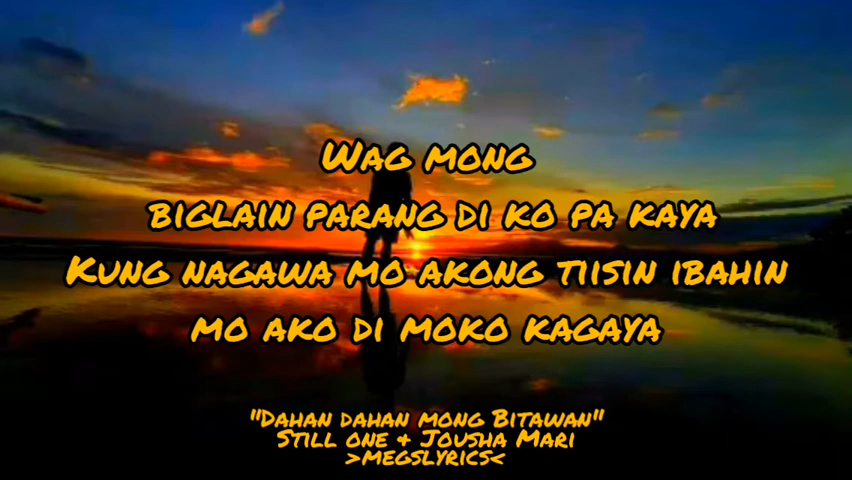 Wag mong
biglain parang di ko pa kaya
Kung nagawa mo akong tiisin ibahin
mo ako di moko kagaya
"Dahan dahan mong Bitawan"
Still one & Jousha Mari
>megslyrics<